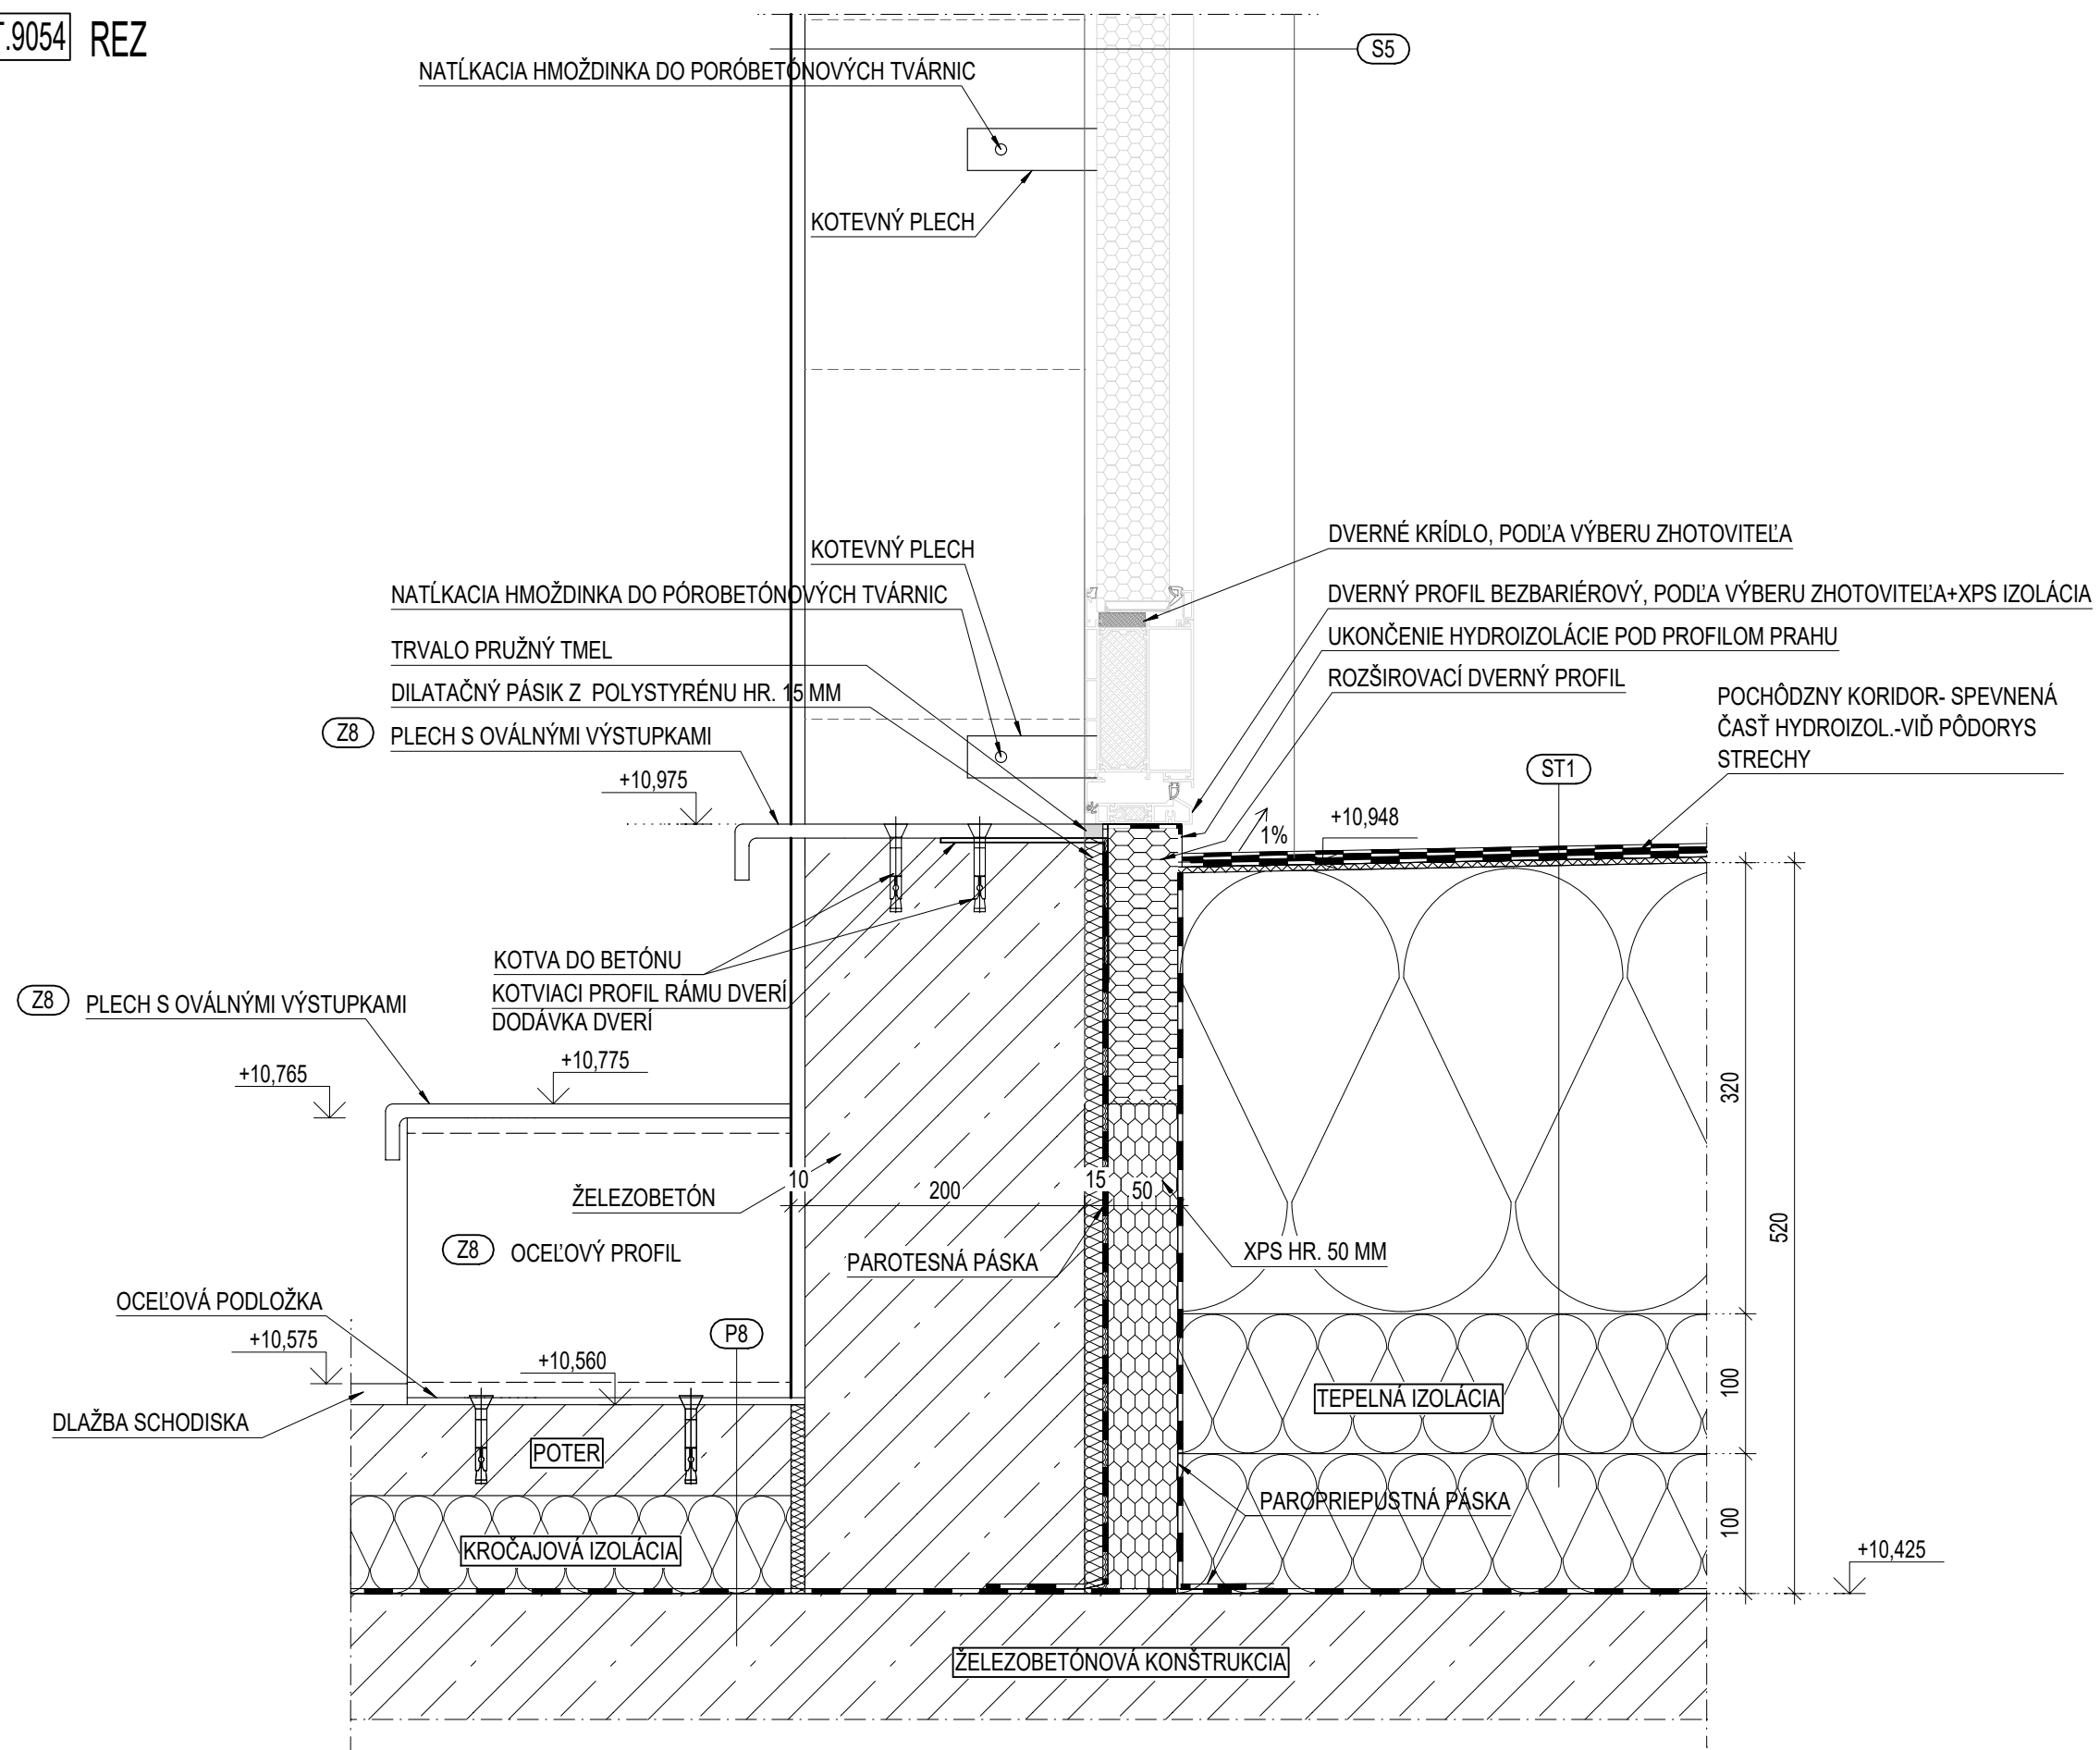 T.9054 REZ
S5
NATĹKACIA HMOŽDINKA DO PORÓBETÓNOVÝCH TVÁRNIC
KOTEVNÝ PLECH
DVERNÉ KRÍDLO, PODĽA VÝBERU ZHOTOVITEĽA
KOTEVNÝ PLECH
NATĹKACIA HMOŽDINKA DO PÓROBETÓNOVÝCH TVÁRNIC
DVERNÝ PROFIL BEZBARIÉROVÝ, PODĽA VÝBERU ZHOTOVITEĽA+XPS IZOLÁCIA
UKONČENIE HYDROIZOLÁCIE POD PROFILOM PRAHU
TRVALO PRUŽNÝ TMEL
ROZŠIROVACÍ DVERNÝ PROFIL
DILATAČNÝ PÁSIK Z POLYSTYRÉNU HR. 15 MM
POCHÔDZNY KORIDOR- SPEVNENÁ
ČASŤ HYDROIZOL.-VIĎ PÔDORYS
STRECHY
Z8 PLECH S OVÁLNÝMI VÝSTUPKAMI
ST1
+10,975
+10,948
1%
KOTVA DO BETÓNU
KOTVIACI PROFIL RÁMU DVERÍ
DODÁVKA DVERÍ
Z8 PLECH S OVÁLNÝMI VÝSTUPKAMI
+10,775
+10,765
320
10
200
15
50
ŽELEZOBETÓN
520
Z8 OCEĽOVÝ PROFIL
XPS HR. 50 MM
PAROTESNÁ PÁSKA
OCEĽOVÁ PODLOŽKA
P8
+10,575
+10,560
100
TEPELNÁ IZOLÁCIA
DLAŽBA SCHODISKA
POTER
PAROPRIEPUSTNÁ PÁSKA
100
KROČAJOVÁ IZOLÁCIA
+10,425
ŽELEZOBETÓNOVÁ KONŠTRUKCIA